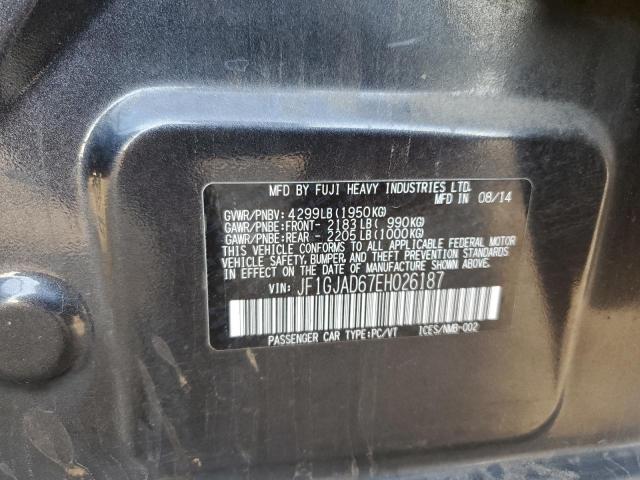 MFD BY FUJI HEAVY INDUSTRIES LTD.
MFD IN 08/14
GVWR/PNBV: 4299LB(1950KG)
GAWR/PNBE:FRONT- 2183LB( 990KG)
GAWR/PNBE:REAR - 2205LB(1000KG)
THIS VEHICLE CONFORMS TO ALL APPLICABLE FEDERAL MOTOR
VEHICLE SAFETY, BUMPER, AND THEFT PREVENTION STANDARDS
IN EFFECT ON THE DATE OF MANUFACTURE SHOWN ABOVE.
VIN: JF1GJAD67EH026187
PASSENGER CAR TYPE:PC/VT ICES/NMB-002